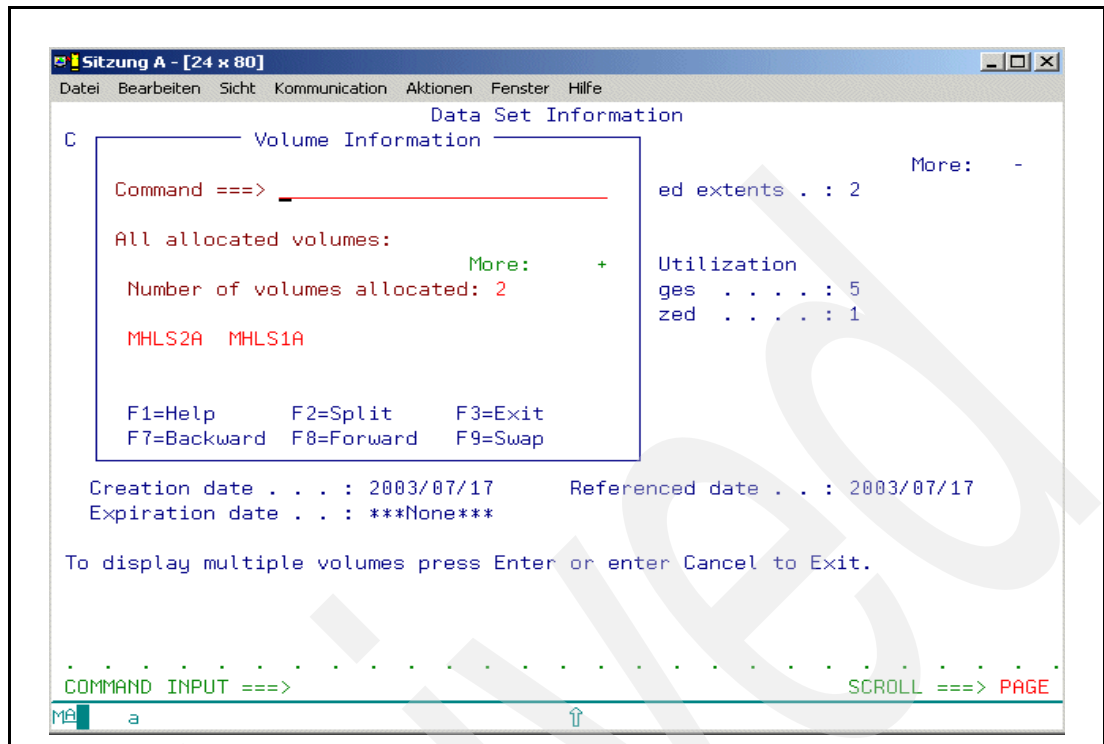 Sitzung A - [24 x 80]
Datei Bearbeiten Sicht Kommunication Aktionen Fenster Hilfe
Data Set Information
C Volume Information
More: -
Command ===> ed extents . : 2
All allocated volumes:
More: + Utilization
Number of volumes allocated: 2 ges . . . . : 5
zed . . . . : 1
MHLS2A MHLS1A
F1=Help F2=Split F3=Exit
F7=Backward F8=Forward F9=Swap
Creation date . . . : 2003/07/17 Referenced date . . : 2003/07/17
Expiration date . . : ***None***
To display multiple volumes press Enter or enter Cancel to Exit.
. . . . . . . . . . . . . . . . . . . . . . . . . . .
COMMAND INPUT ===> SCROLL ===> PAGE
MA a
ived